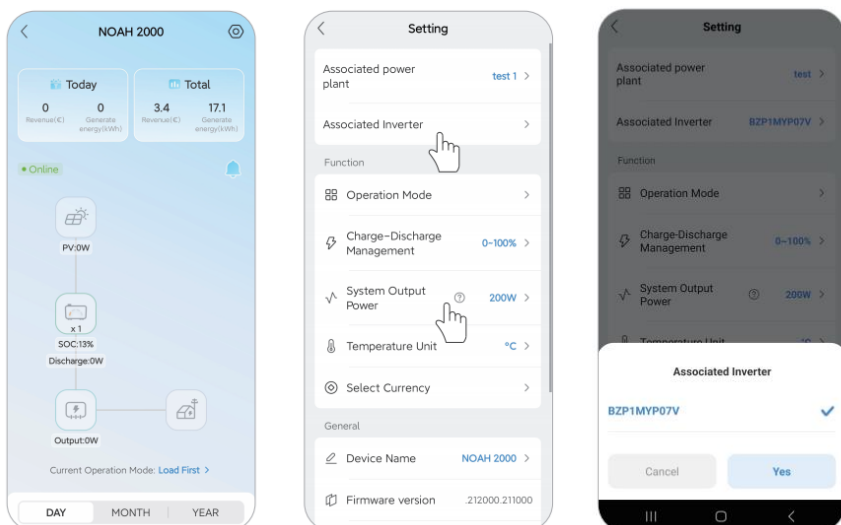 NOAH 2000
Today
Total
0
0
3.4
17.1
Revenue(€)
Generate
energy(kWh)
Revenue(€)
Generate
energy(kWh)
Online
PV:0W
x 1
SOC:13%
Discharge:0W
Output:0W
Current Operation Mode: Load First >
DAY
MONTH
YEAR
Setting
Associated power
plant
test 1 >
Associated Inverter >
Function
Operation Mode >
Charge-Discharge
Management
0~100% >
System Output
Power
? 200W >
Temperature Unit °C >
Select Currency >
General
Device Name NOAH 2000 >
Firmware version .212000.211000
Setting
Associated power
plant
test >
Associated Inverter BZP1MYP07V >
Function
Operation Mode >
Charge-Discharge
Management
0~100% >
System Output
Power
? 200W >
Temperature Unit °C >
Associated Inverter
BZP1MYP07V
Cancel
Yes